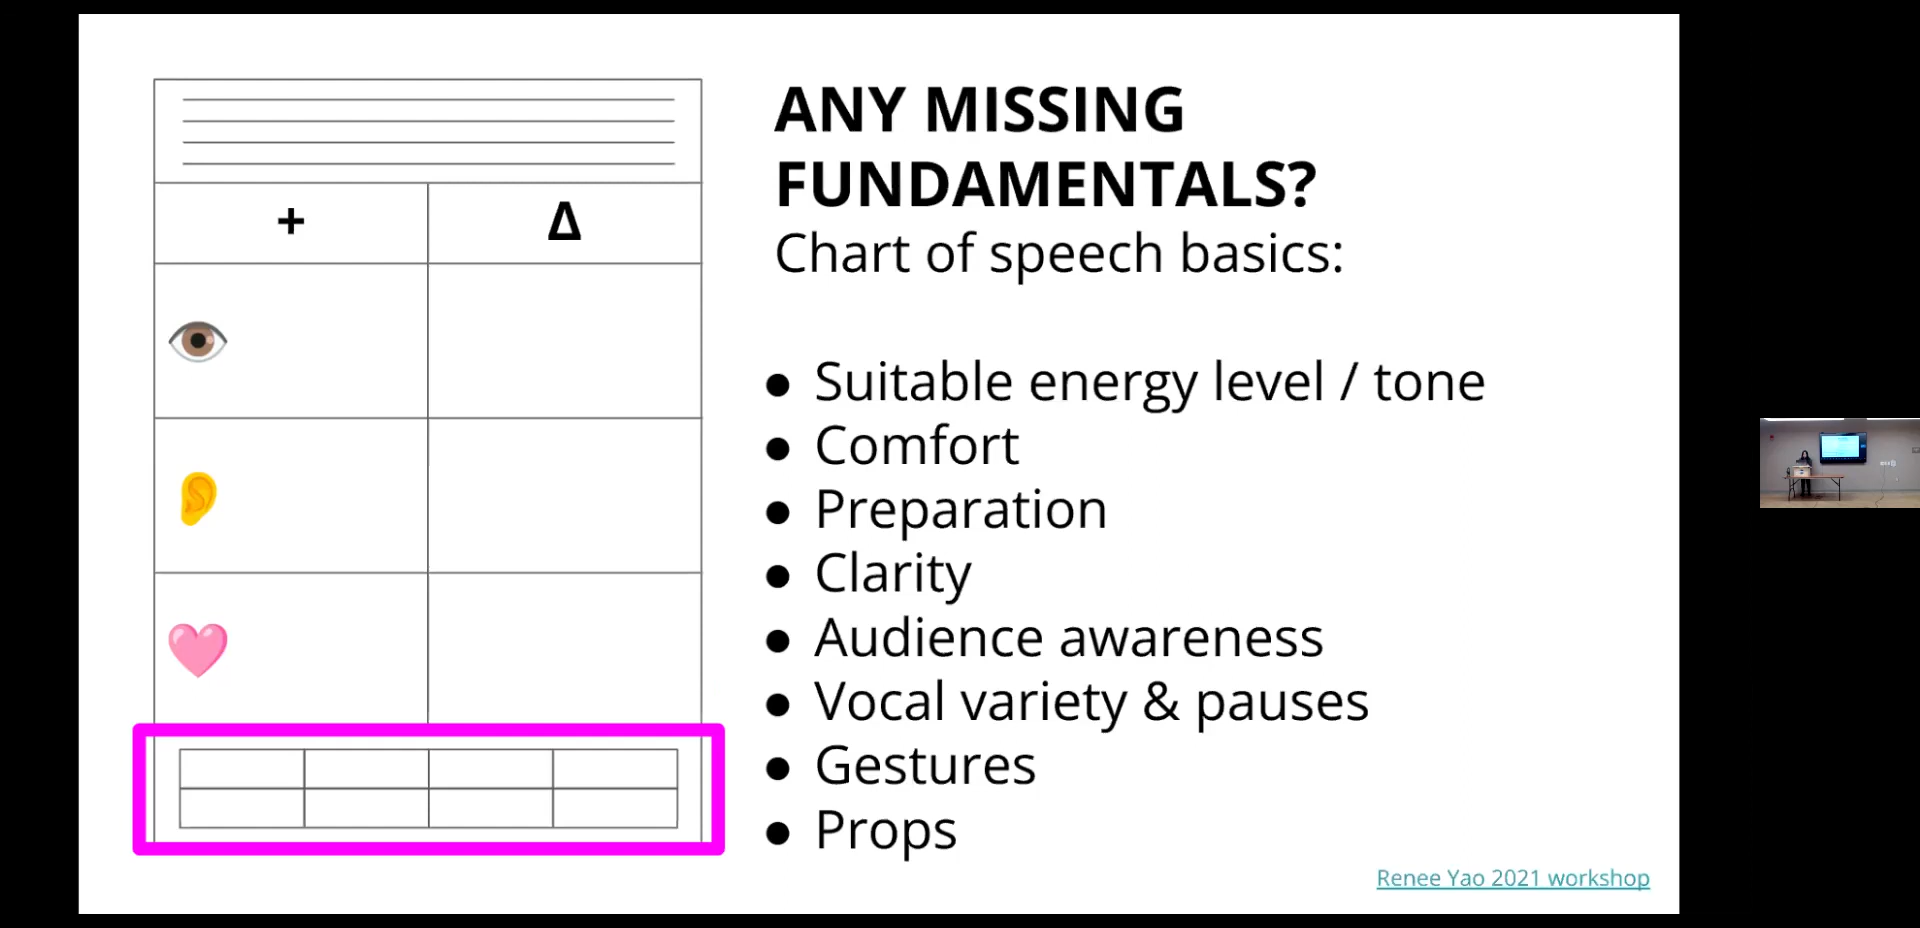 + Δ
ANY MISSING
FUNDAMENTALS?
Chart of speech basics:
● Suitable energy level / tone
● Comfort
● Preparation
● Clarity
● Audience awareness
● Vocal variety & pauses
● Gestures
● Props
Renee Yao 2021 workshop